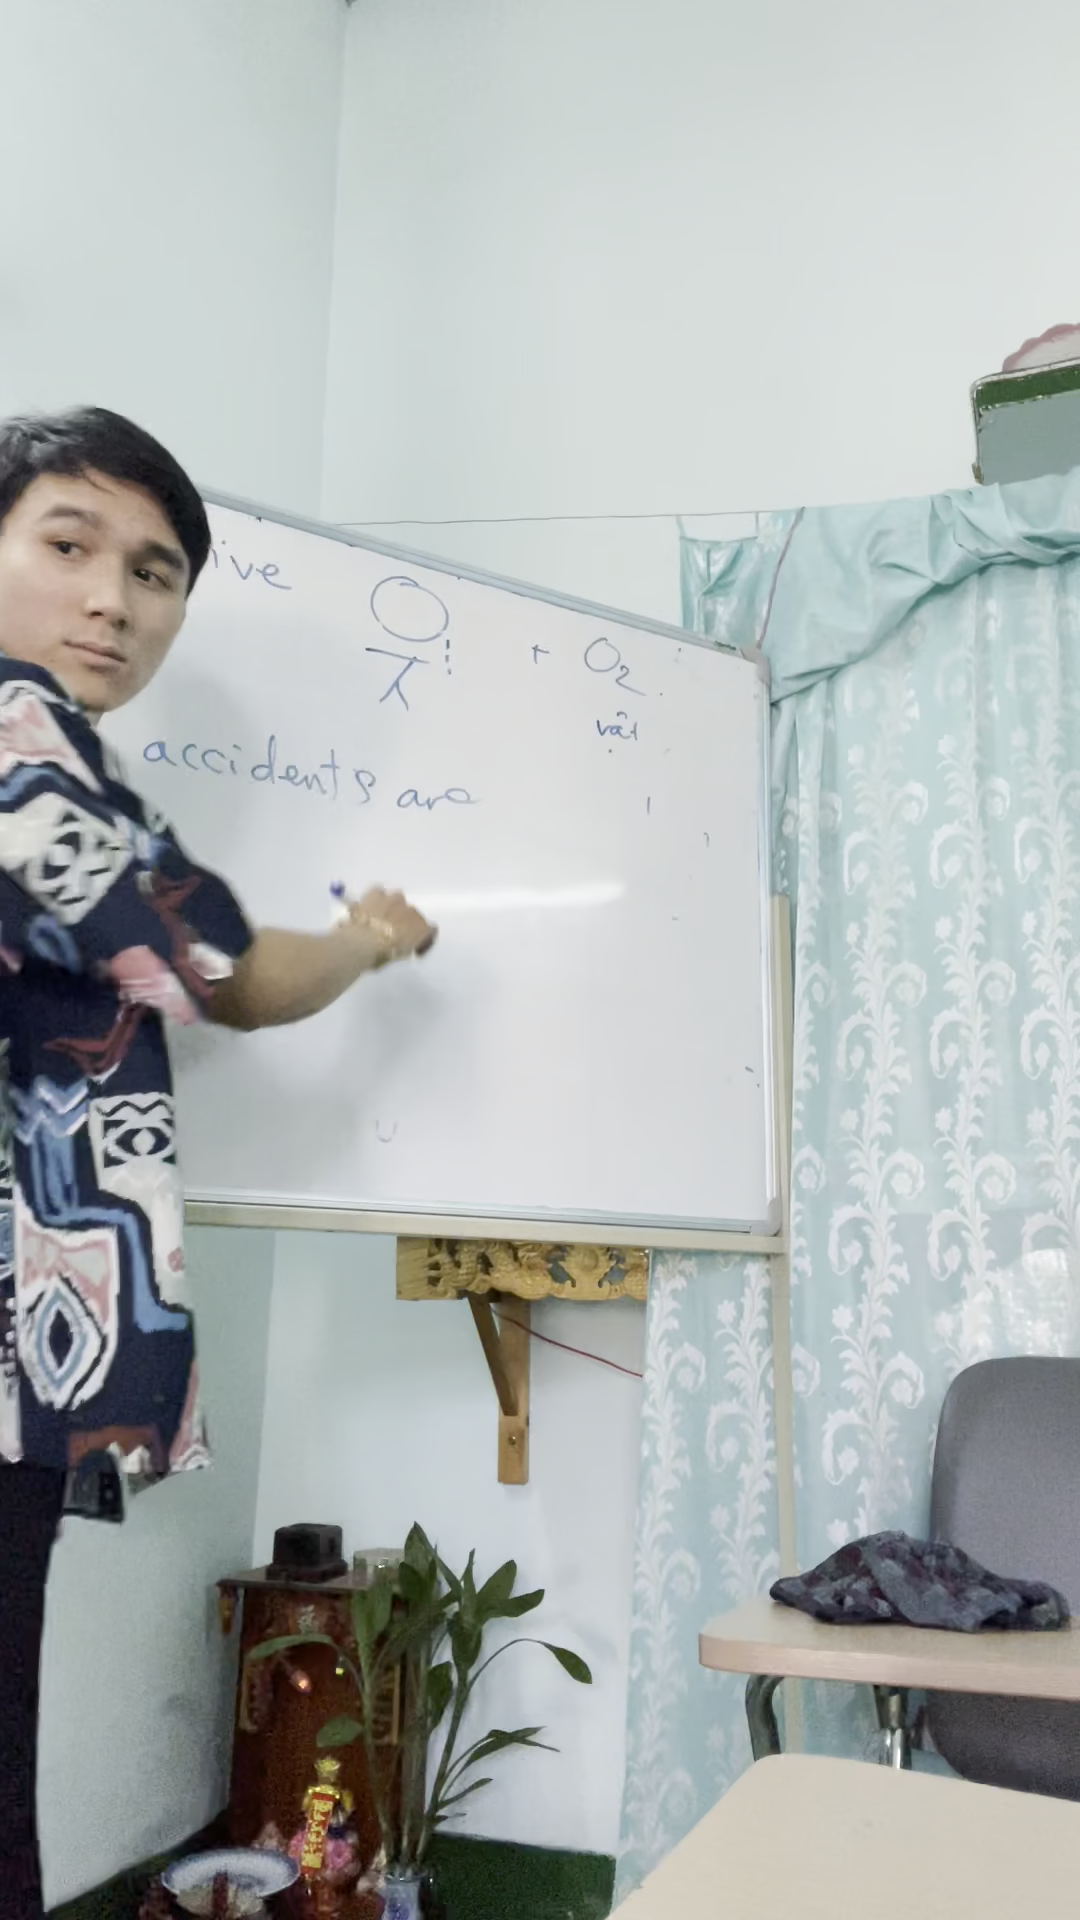 ive + O₂
vật
accidents are